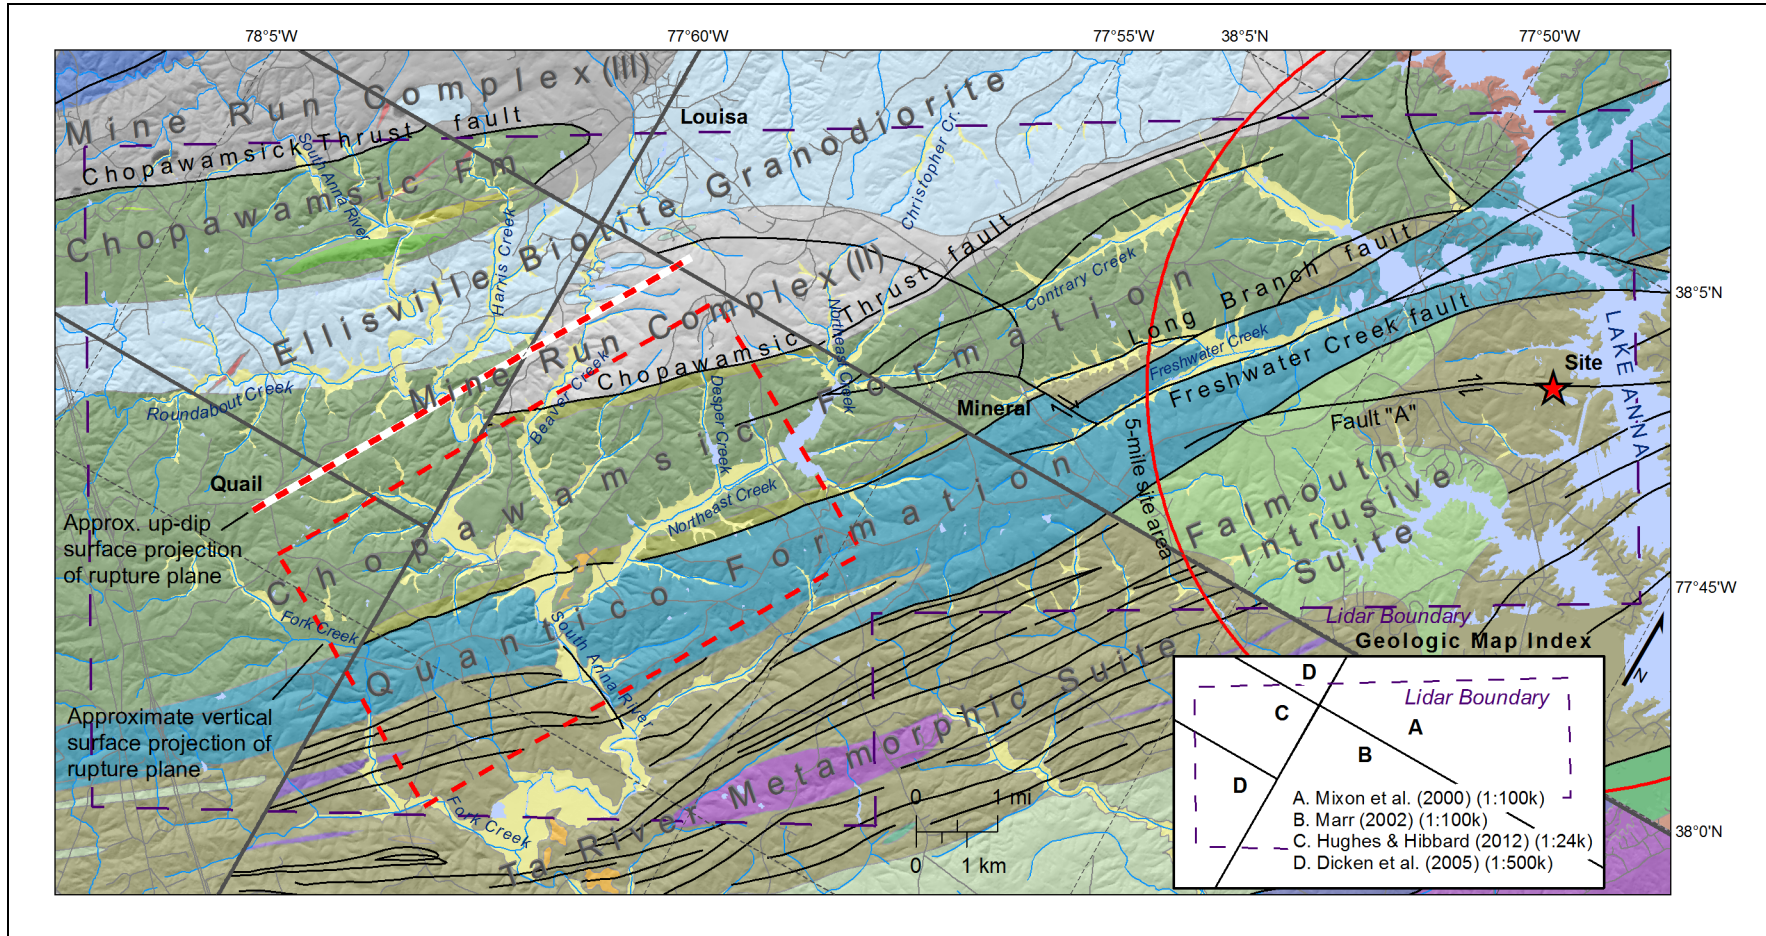 78°5'W
77°60'W
77°55'W
38°5'N
77°50'W
Mine Run Complex (III)
Louisa
Chopawamsick Thrust fault
South Anna River
Chopawamsic Fm
Harris Creek
Ellisville Biotite Granodiorite
Christopher Cr.
Mine Run Complex (II)
Chopawamsic Thrust fault
Contrary Creek
Long Branch fault
Northeast Creek
Freshwater Creek
Freshwater Creek fault
38°5'N
LAKE ANNA
Site
Roundabout Creek
Beaver Creek
Desper Creek
Mineral
Fault "A"
5-mile site area
Quail
Approx. up-dip
surface projection
of rupture plane
Chopawamsic Formation
Northeast Creek
Falmouth
Intrusive
Suite
77°45'W
Fork Creek
Quantico Formation
South Anna River
Lidar Boundary
Geologic Map Index
N
Approximate vertical
surface projection of
rupture plane
Ta River Metamorphic Suite
Fork Creek
0 1 mi
0 1 km
D
Lidar Boundary
C
A
B
D
A. Mixon et al. (2000) (1:100k)
B. Marr (2002) (1:100k)
C. Hughes & Hibbard (2012) (1:24k)
D. Dicken et al. (2005) (1:500k)
38°0'N